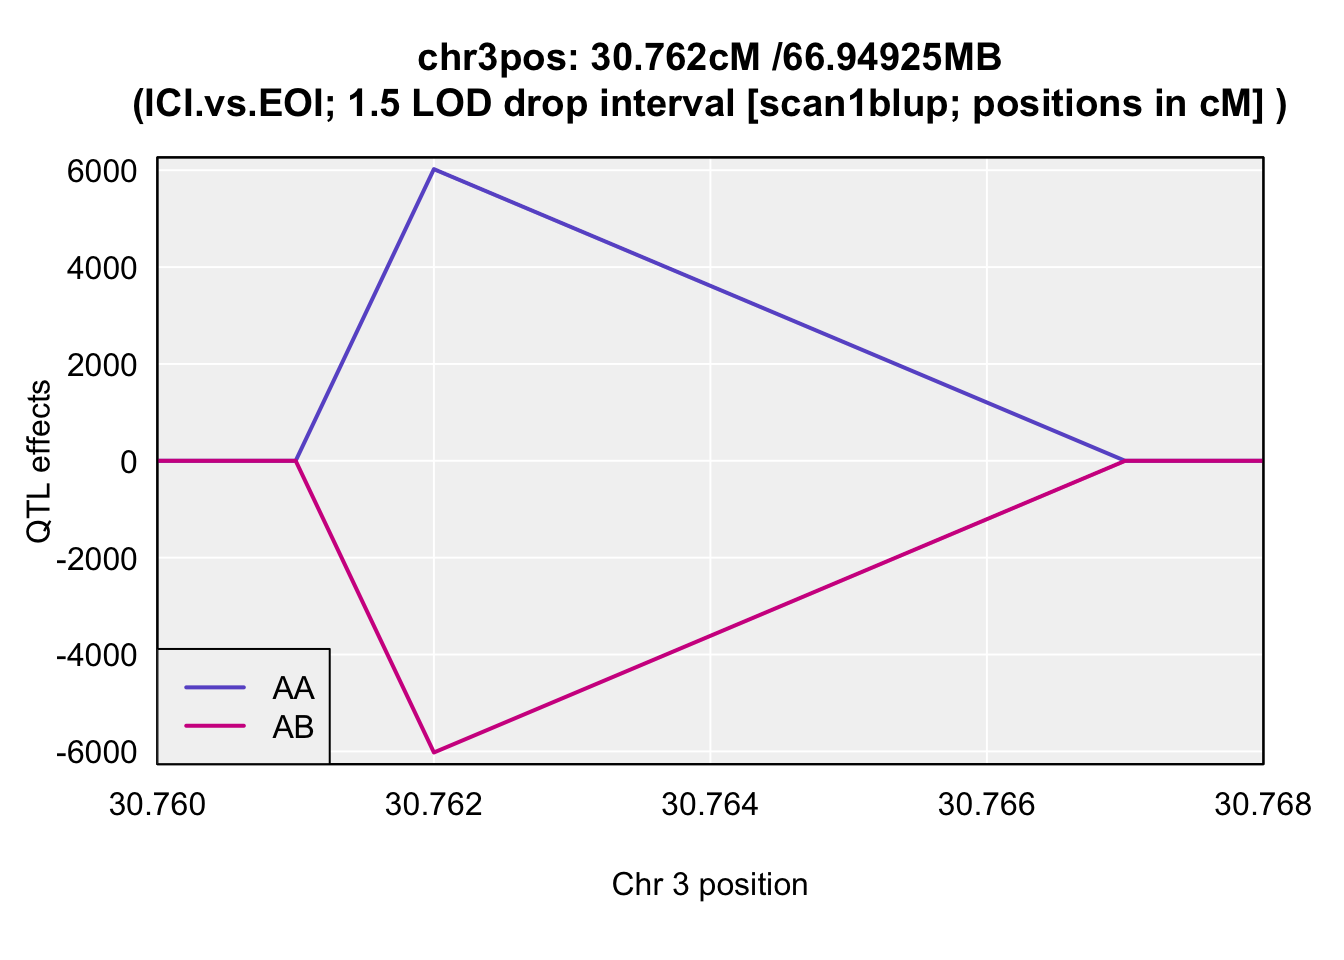 chr3pos: 30.762cM /66.94925MB
(ICI.vs.EOI; 1.5 LOD drop interval [scan1blup; positions in cM] )
6000
4000
2000
0
-2000
-4000
-6000
QTL effects
AA
AB
30.760 30.762 30.764 30.766 30.768
Chr 3 position